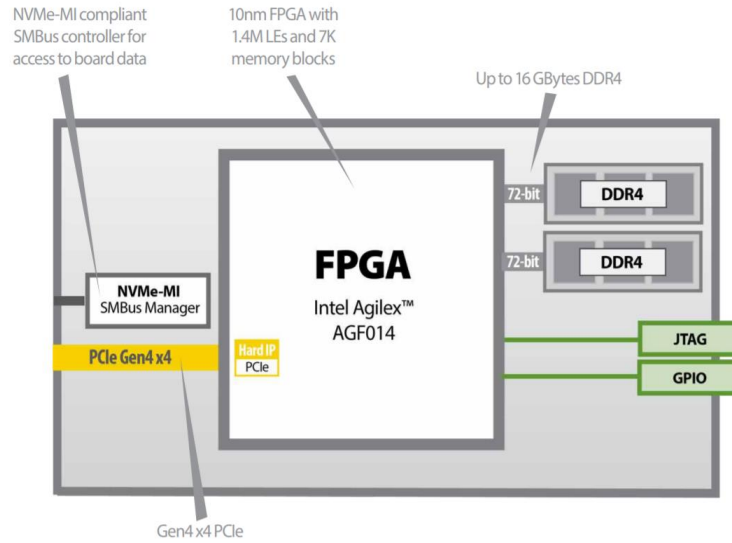 NVMe-MI compliant
SMBus controller for
access to board data
10nm FPGA with
1.4M LEs and 7K
memory blocks
Up to 16 GBytes DDR4
72-bit
DDR4
72-bit
DDR4
FPGA
Intel Agilex™
AGF014
NVMe-MI
SMBus Manager
PCIe Gen4 x4
Hard IP
PCIe
JTAG
GPIO
Gen4 x4 PCIe